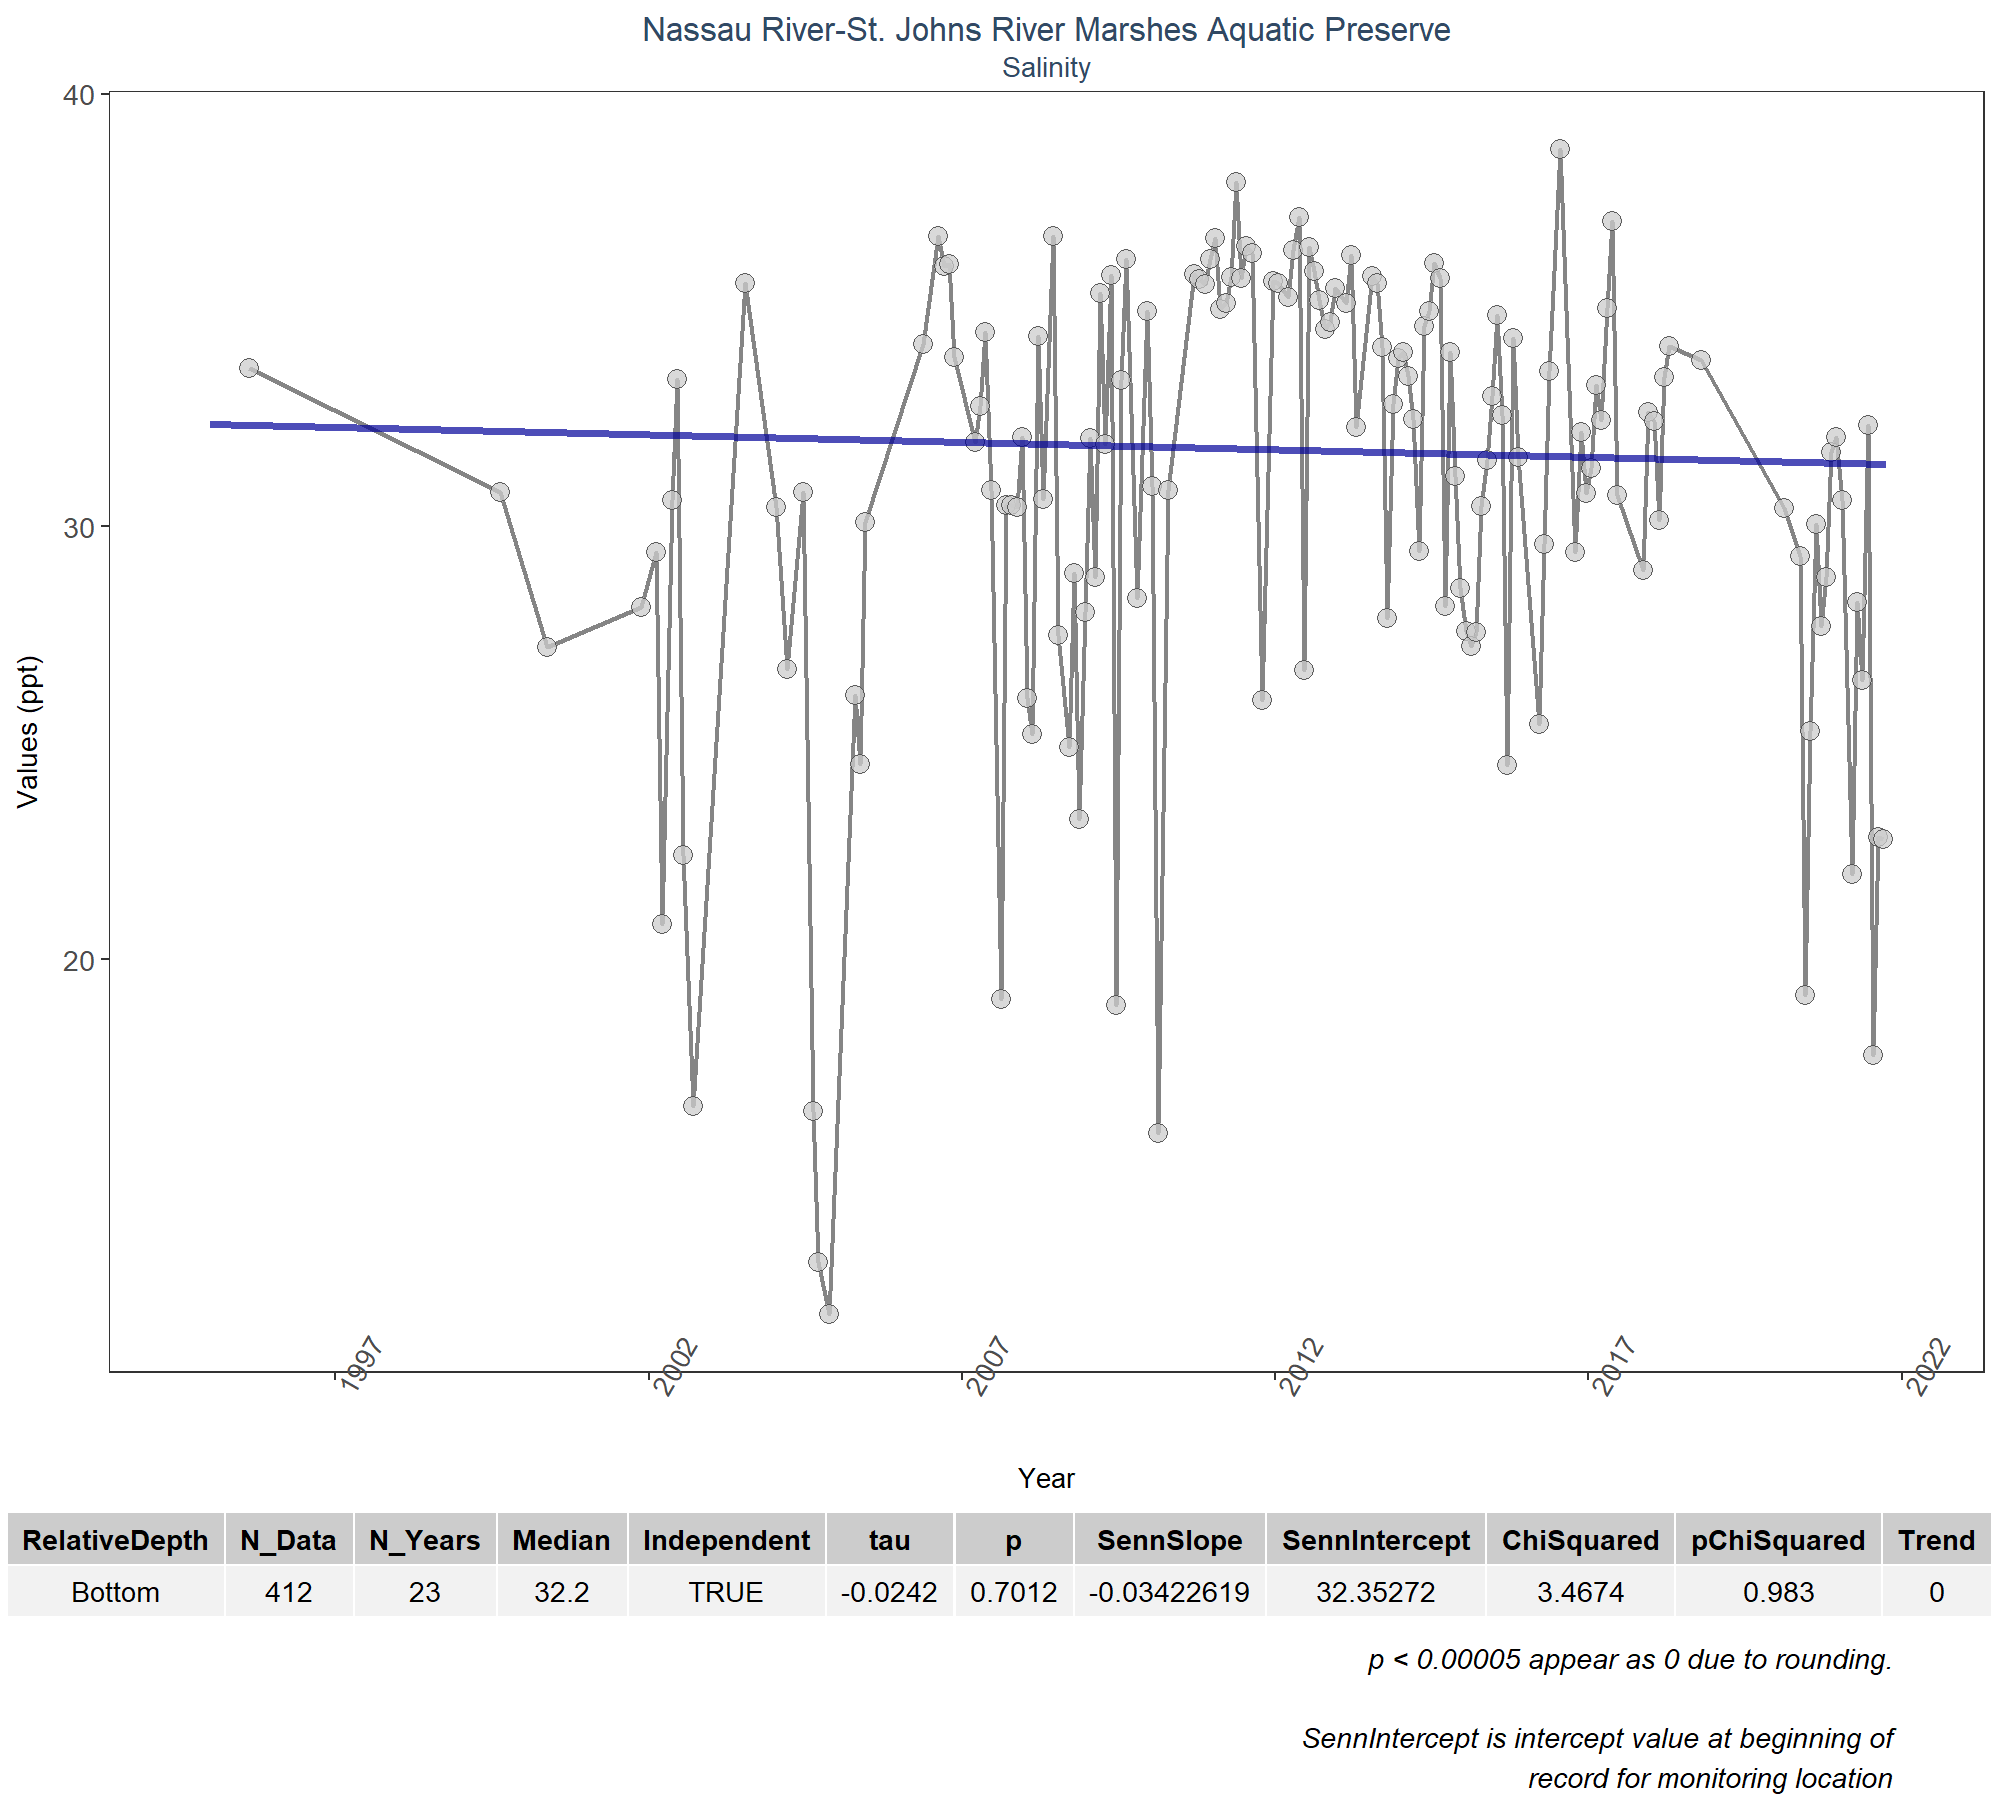 Nassau River-St. Johns River Marshes Aquatic Preserve
Salinity
40
30
20
Values (ppt)
1997
2002
2007
2012
2017
2022
Year
RelativeDepth N_Data N_Years Median Independent tau p SennSlope SennIntercept ChiSquared pChiSquared Trend
Bottom 412 23 32.2 TRUE -0.0242 0.7012 -0.03422619 32.35272 3.4674 0.983 0
p < 0.00005 appear as 0 due to rounding.
SennIntercept is intercept value at beginning of
record for monitoring location